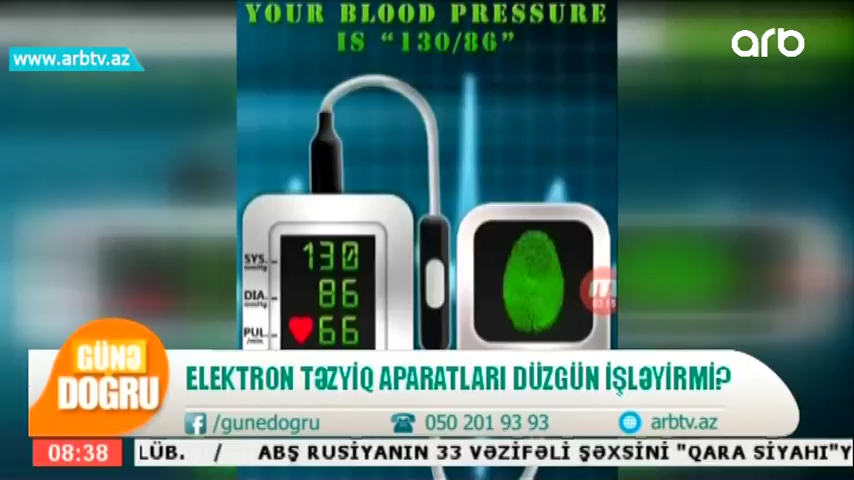 YOUR BLOOD PRESSURE
IS "130/86"
www.arbtv.az
arb
SYS.
mmHg
130
DIA.
mmHg
86
PUL.
/min.
66
02:15
GÜNƏ
DOĞRU
ELEKTRON TƏZYİQ APARATLARI DÜZGÜN İŞLƏYİRMİ?
/gunedogru
050 201 93 93
arbtv.az
08:38
LÜB. / ABŞ RUSİYANIN 33 VƏZİFƏLİ ŞƏXSİNİ "QARA SİYAHI"Y